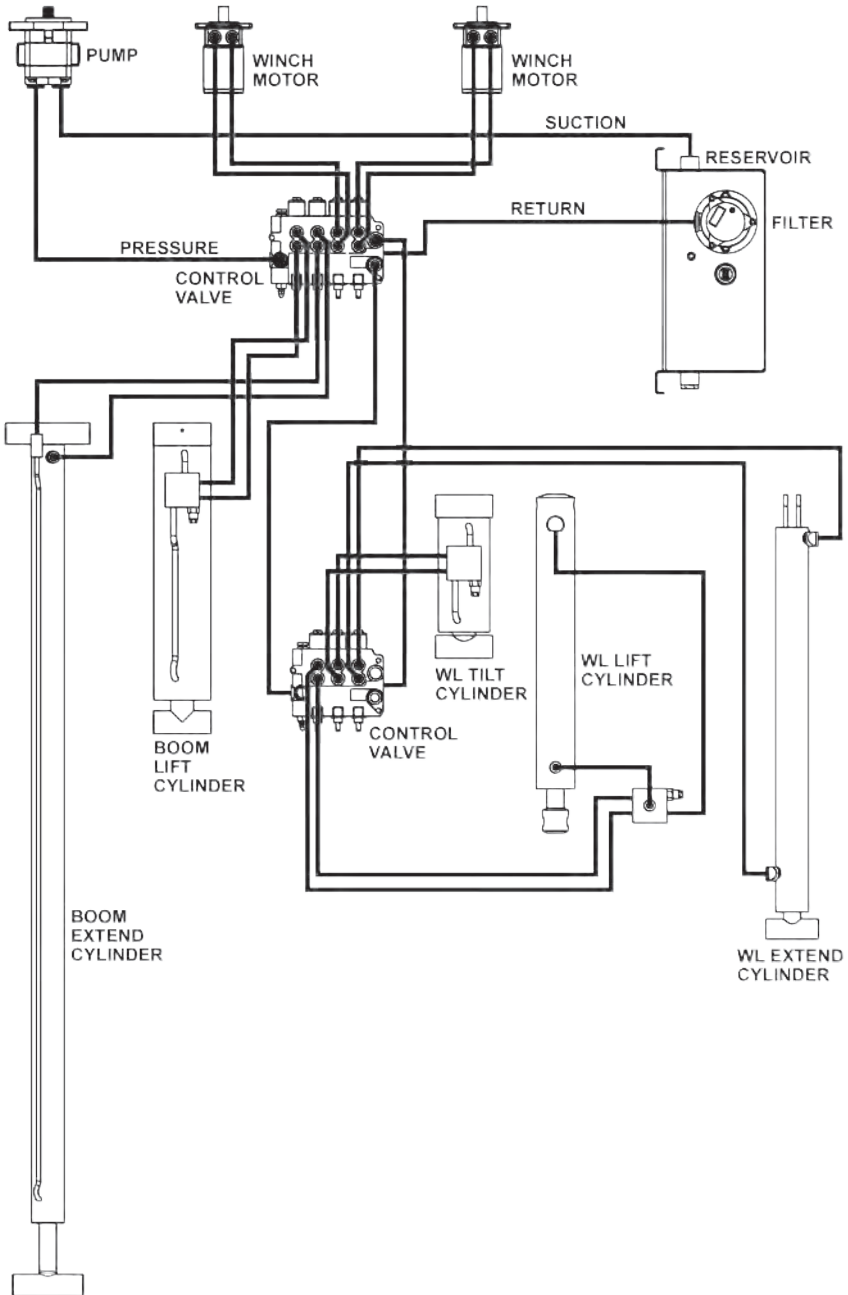 PUMP
WINCH
MOTOR
WINCH
MOTOR
SUCTION
RESERVOIR
RETURN
FILTER
PRESSURE
CONTROL
VALVE
WL TILT
CYLINDER
WL LIFT
CYLINDER
CONTROL
VALVE
BOOM
LIFT
CYLINDER
BOOM
EXTEND
CYLINDER
WL EXTEND
CYLINDER